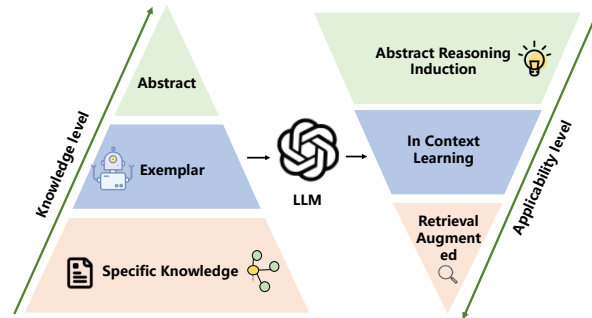 Knowledge level
Abstract
Exemplar
Specific Knowledge
LLM
Abstract Reasoning
Induction
In Context
Learning
Retrieval
Augment
ed
Applicability level